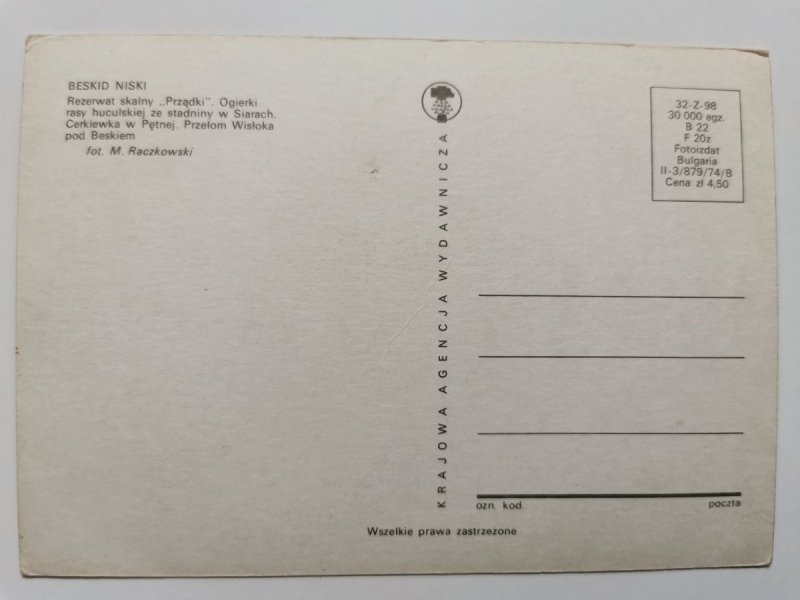 BESKID NISKI
Rezerwat skalny „Prządki". Ogierki
rasy huculskiej ze stadniny w Siarach.
Cerkiewka w Pętnej. Przełom Wisłoka
pod Beskiem
fot. M. Raczkowski
KRAJOWA AGENCJA WYDAWNICZA
32-Z-98
30 000 egz.
B 22
F 20z
Fotoizdat
Bulgaria
II-3/879/74/B
Cena zł 4,50
ozn. kod
poczta
Wszelkie prawa zastrzeżone